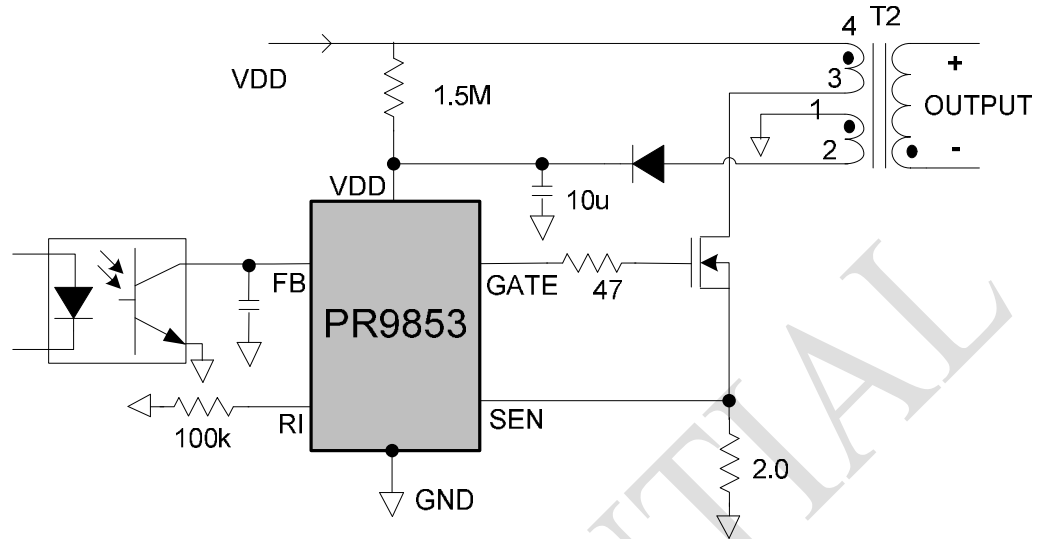 4 T2
VDD
1.5M
3
+
OUTPUT
1
-
2
VDD
10u
FB
GATE
47
PR9853
RI
100k
SEN
2.0
GND